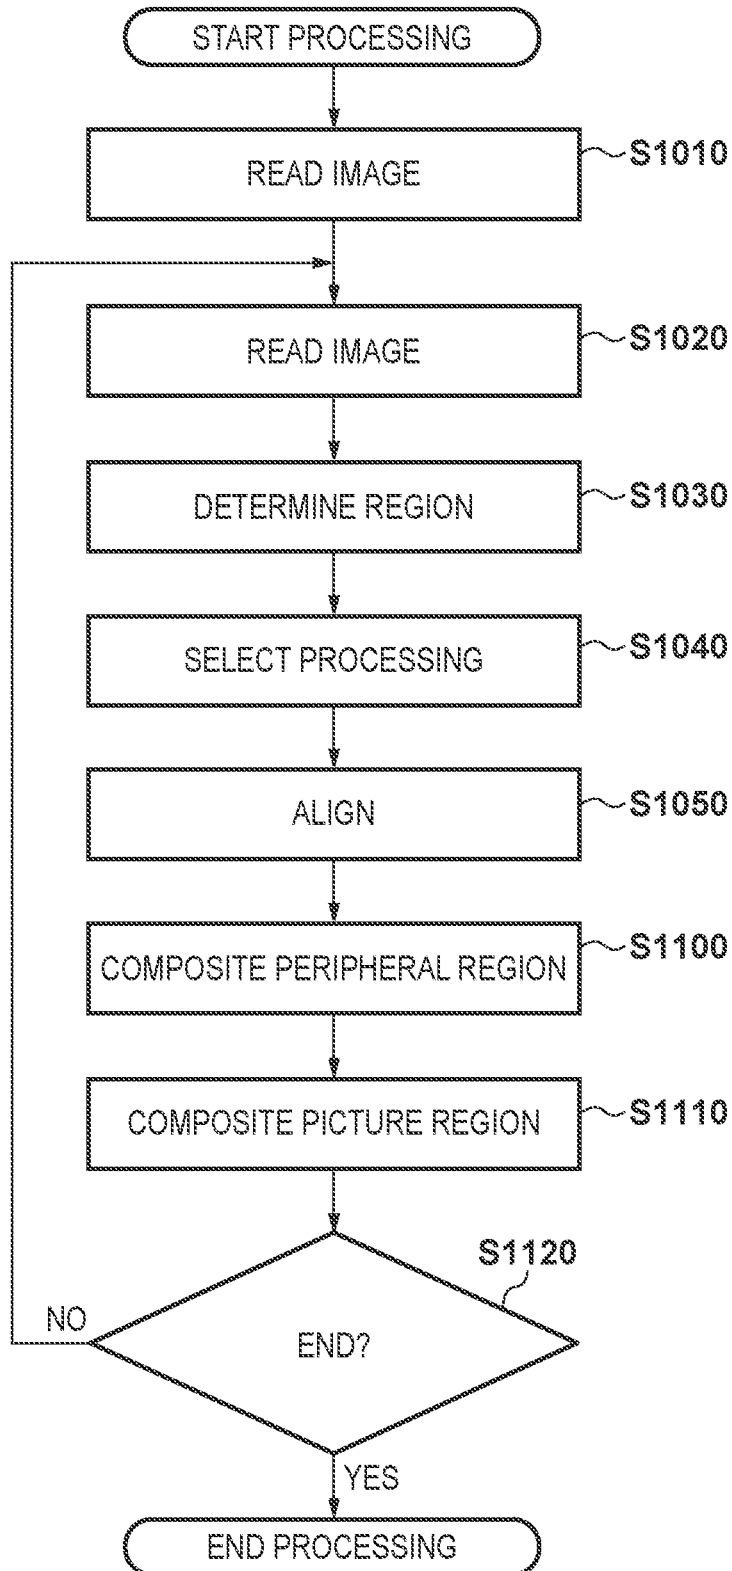 START PROCESSING
READ IMAGE
S1010
READ IMAGE
S1020
DETERMINE REGION
S1030
SELECT PROCESSING
S1040
ALIGN
S1050
COMPOSITE PERIPHERAL REGION
S1100
COMPOSITE PICTURE REGION
S1110
S1120
NO
END?
YES
END PROCESSING